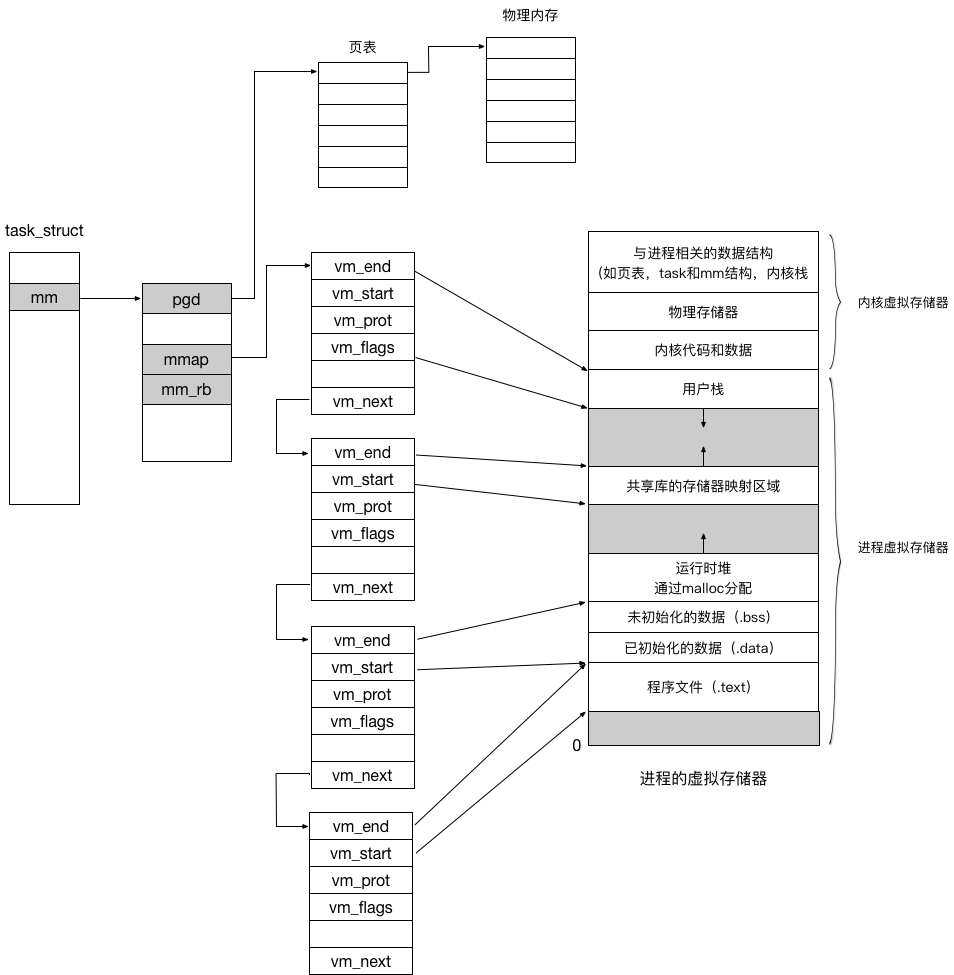 物理内存
页表
task_struct
mm
pgd
mmap
mm_rb
vm_end
vm_start
vm_prot
vm_flags
vm_next
vm_end
vm_start
vm_prot
vm_flags
vm_next
vm_end
vm_start
vm_prot
vm_flags
vm_next
vm_end
vm_start
vm_prot
vm_flags
vm_next
与进程相关的数据结构
（如页表，task和mm结构，内核栈
物理存储器
内核代码和数据
用户栈
共享库的存储器映射区域
运行时堆
通过malloc分配
未初始化的数据（.bss）
已初始化的数据（.data）
程序文件（.text）
0
进程的虚拟存储器
内核虚拟存储器
进程虚拟存储器